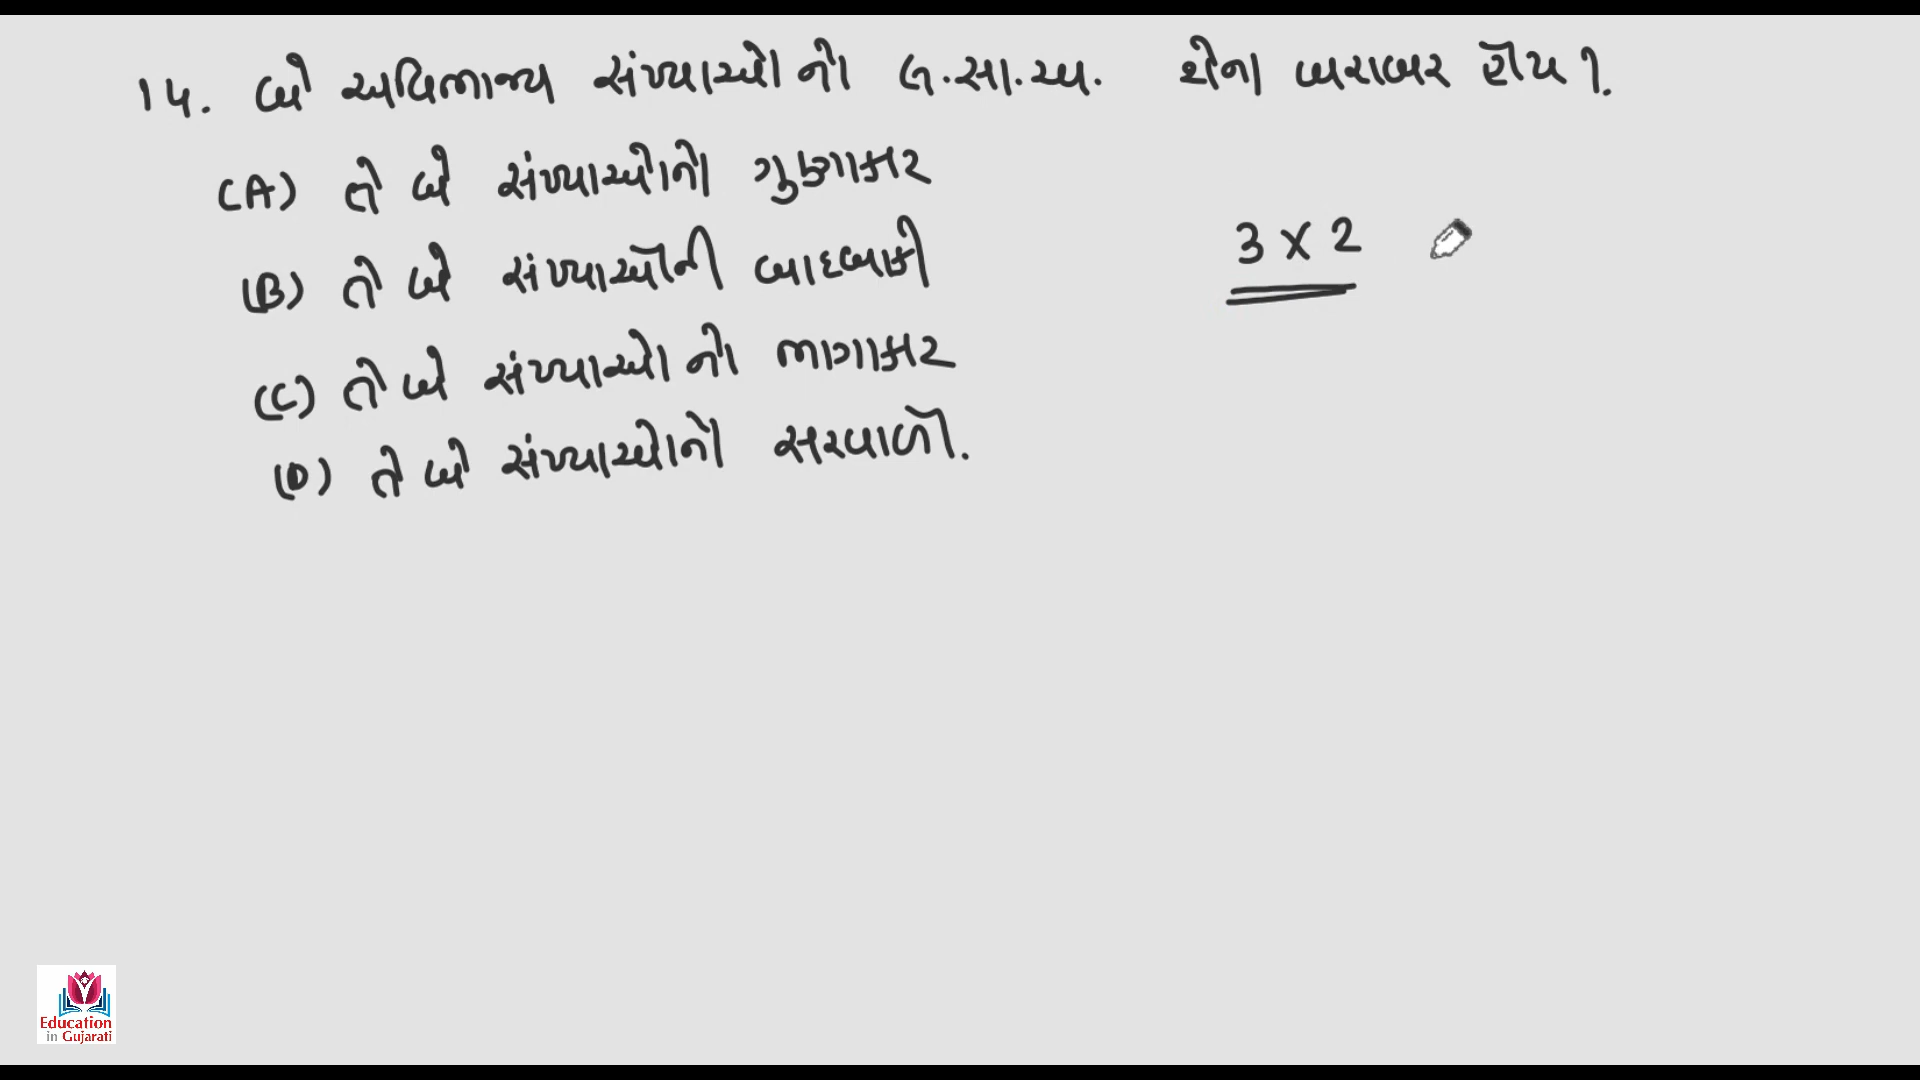 14. બે અવિભાજ્ય સંખ્યાઓ નો લ.સા.અ. શેના બરાબર હોય ?.
(A) તે બે સંખ્યાઓનો ગુણાકાર
3 x 2
(B) તે બે સંખ્યાઓની બાદબાકી
(C) તે બે સંખ્યાઓ નો ભાગાકાર
(D) તે બે સંખ્યાઓનો સરવાળો.
Education
in Gujarati